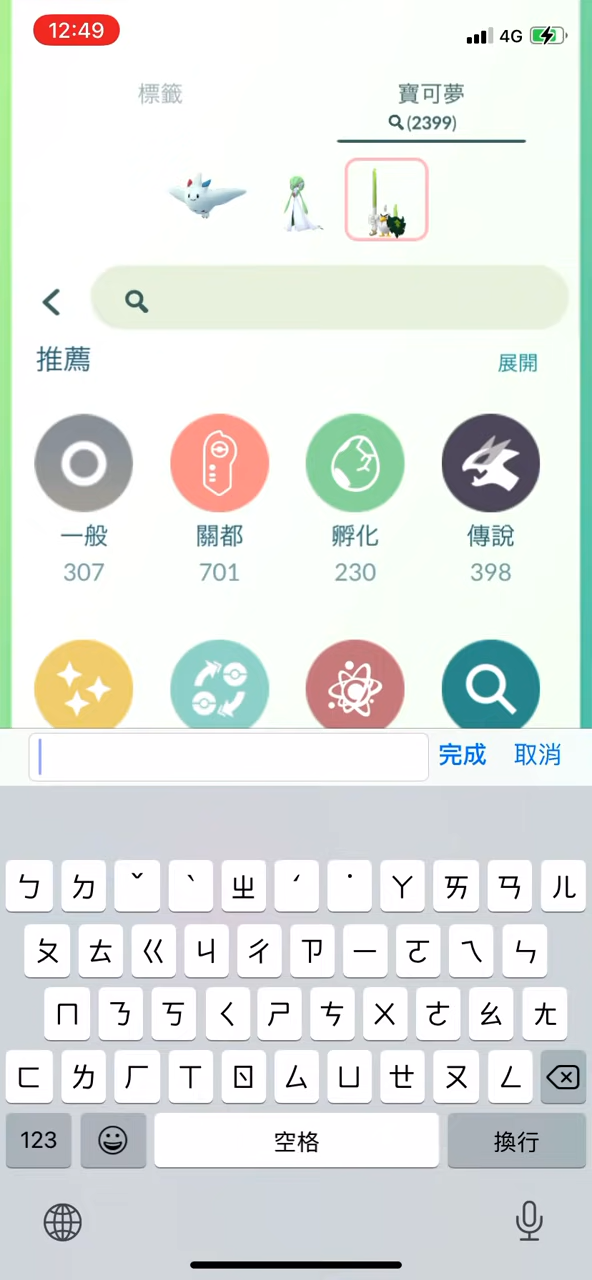 12:49
4G
標籤
寶可夢
(2399)
推薦
展開
一般
關都
孵化
傳說
307
701
230
398
完成
取消
ㄅ ㄉ ˇ ˋ ㄓ ˊ ˙ ㄚ ㄞ ㄢ ㄦ
ㄆ ㄊ ㄍ ㄐ ㄔ ㄗ ㄧ ㄛ ㄟ ㄣ
ㄇ ㄋ ㄎ ㄑ ㄕ ㄘ ㄨ ㄜ ㄠ ㄤ
ㄈ ㄌ ㄏ ㄒ ㄖ ㄙ ㄩ ㄝ ㄡ ㄥ
123
空格
換行